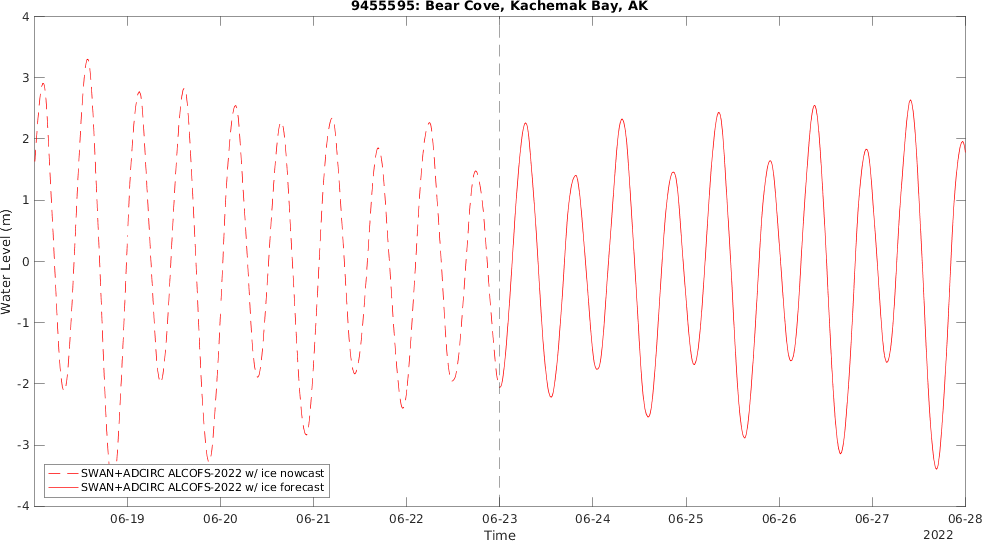 9455595: Bear Cove, Kachemak Bay, AK
4
3
2
1
0
-1
-2
-3
-4
Water Level (m)
SWAN+ADCIRC ALCOFS-2022 w/ ice nowcast
SWAN+ADCIRC ALCOFS-2022 w/ ice forecast
06-19 06-20 06-21 06-22 06-23 06-24 06-25 06-26 06-27 06-28
Time
2022